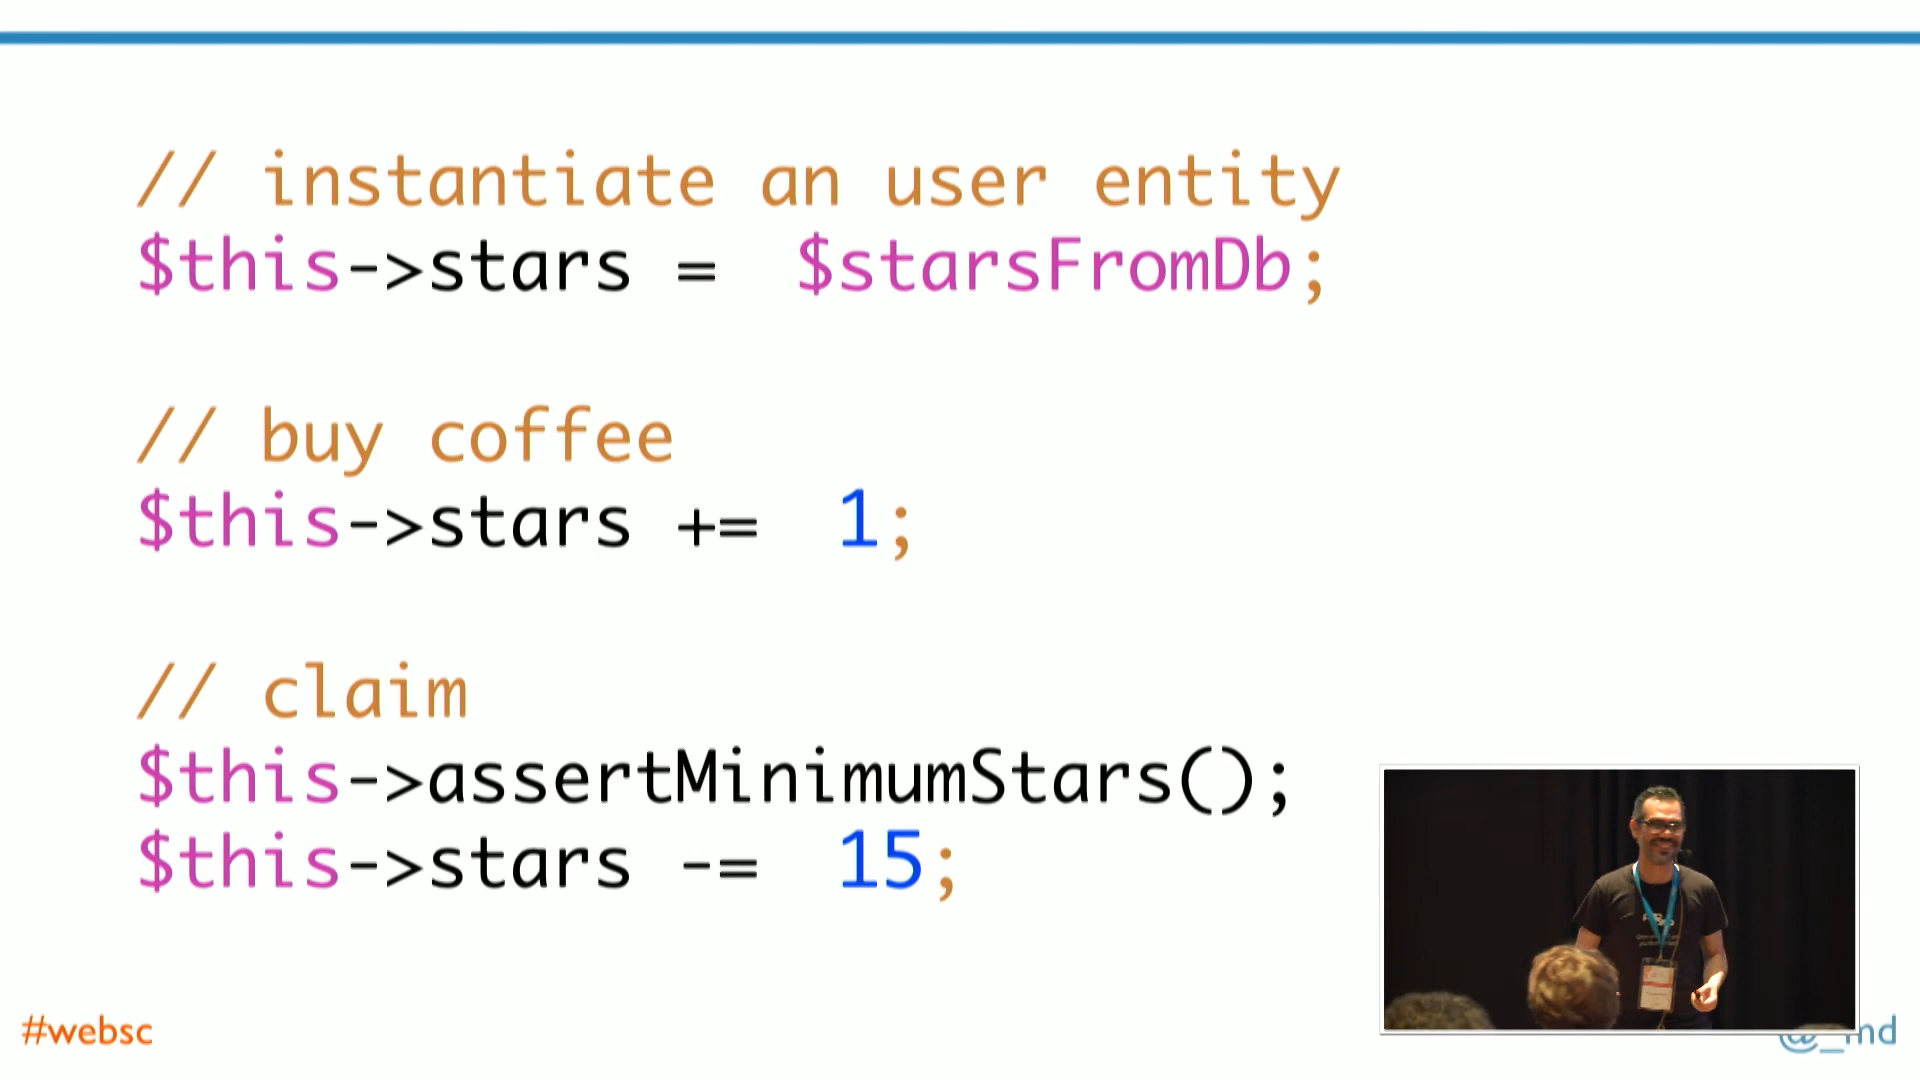 // instantiate an user entity
$this->stars = $starsFromDb;
// buy coffee
$this->stars += 1;
// claim
$this->assertMinimumStars();
$this->stars -= 15;
#websc